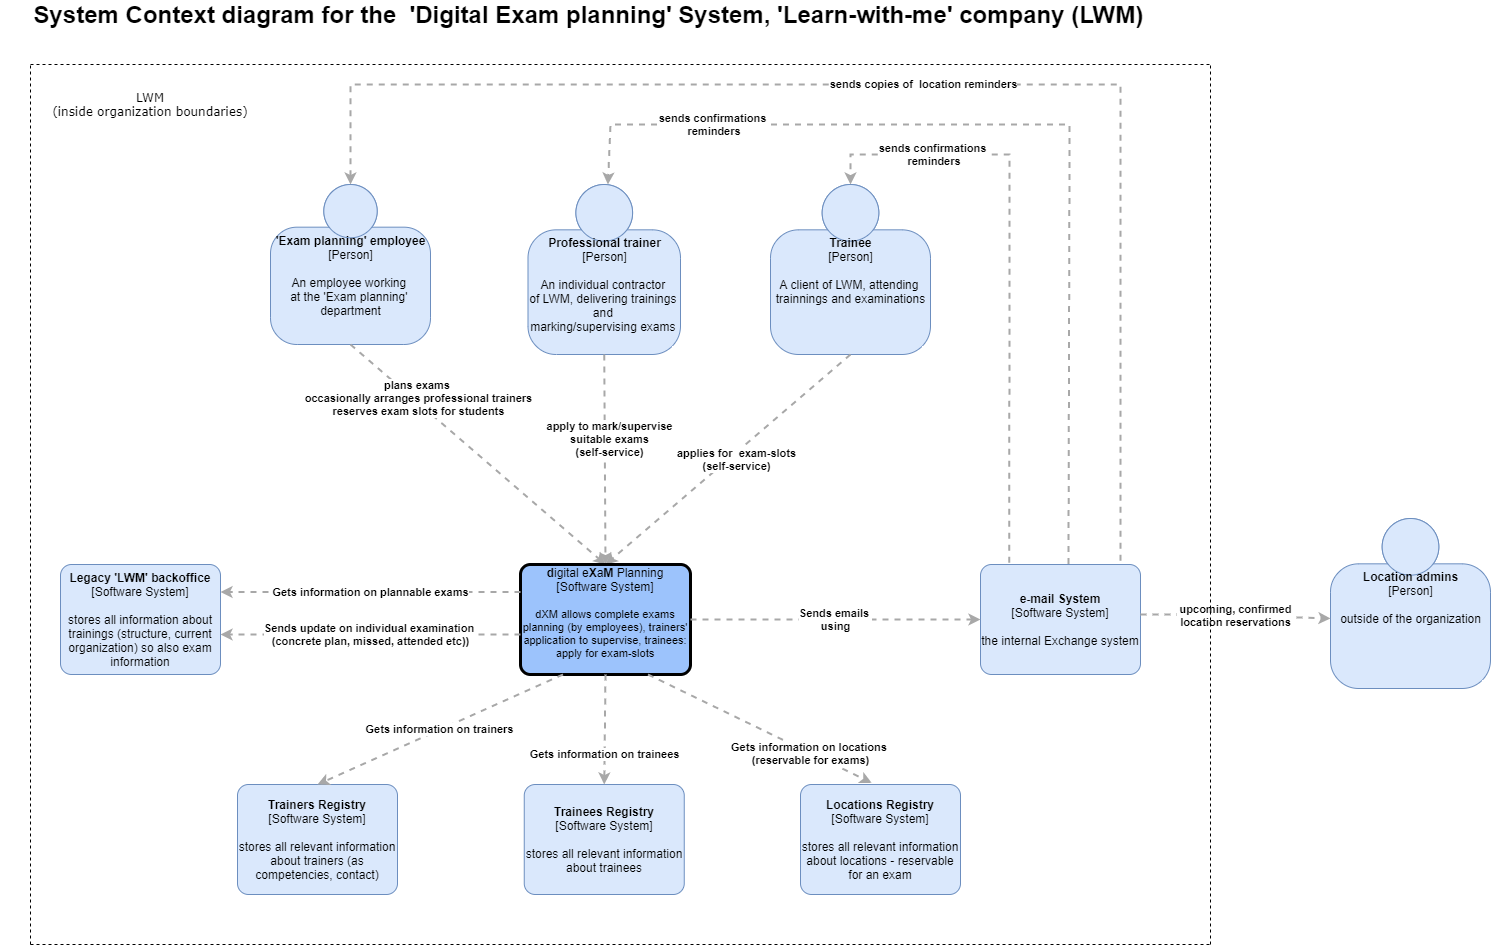 System Context diagram for the  'Digital Exam planning' System, 'Learn-with-me' company (LWM)
LWM
(inside organization boundaries)
sends copies of  location reminders
sends confirmations
reminders
sends confirmations
reminders
'Exam planning' employee
[Person]
An employee working
at the 'Exam planning'
department
Professional trainer
[Person]
An individual contractor
of LWM, delivering trainings
and
marking/supervising exams
Trainee
[Person]
A client of LWM, attending
trainnings and examinations
plans exams
occasionally arranges professional trainers
reserves exam slots for students
apply to mark/supervise
suitable exams
(self-service)
applies for  exam-slots
(self-service)
Legacy 'LWM' backoffice
[Software System]
stores all information about
trainings (structure, current
organization) so also exam
information
Gets information on plannable exams
Sends update on individual examination
(concrete plan, missed, attended etc))
digital eXaM Planning
[Software System]
dXM allows complete exams
planning (by employees), trainers'
application to supervise, trainees:
apply for exam-slots
Sends emails
using
e-mail System
[Software System]
the internal Exchange system
upcoming, confirmed
location reservations
Location admins
[Person]
outside of the organization
Gets information on trainers
Gets information on trainees
Gets information on locations
(reservable for exams)
Trainers Registry
[Software System]
stores all relevant information
about trainers (as
competencies, contact)
Trainees Registry
[Software System]
stores all relevant information
about trainees
Locations Registry
[Software System]
stores all relevant information
about locations - reservable
for an exam